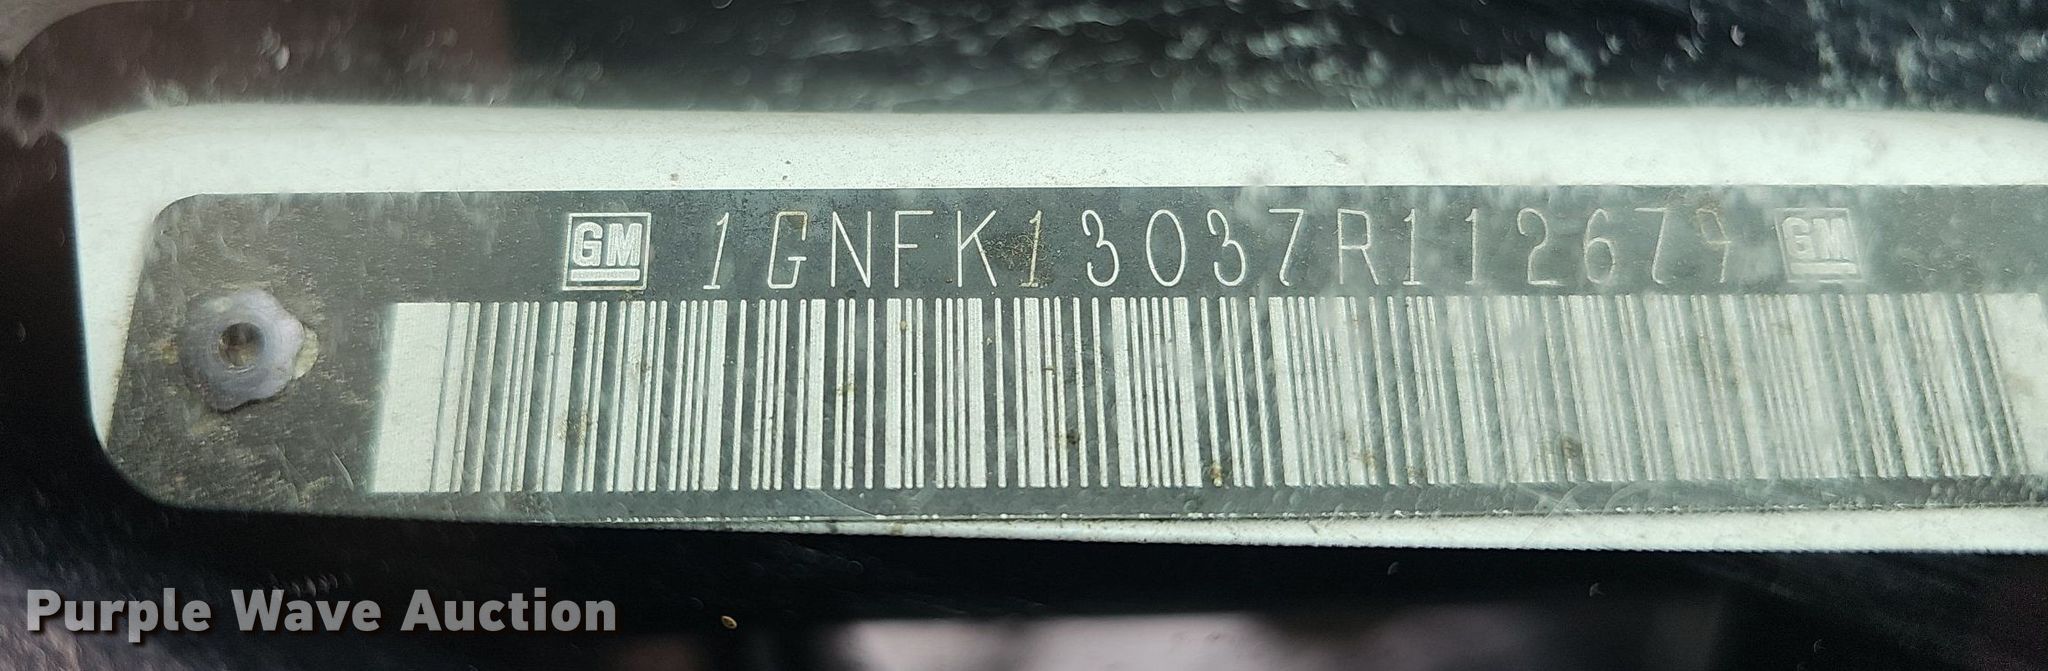 GM 1GNFK13037R112679 GM
Purple Wave Auction